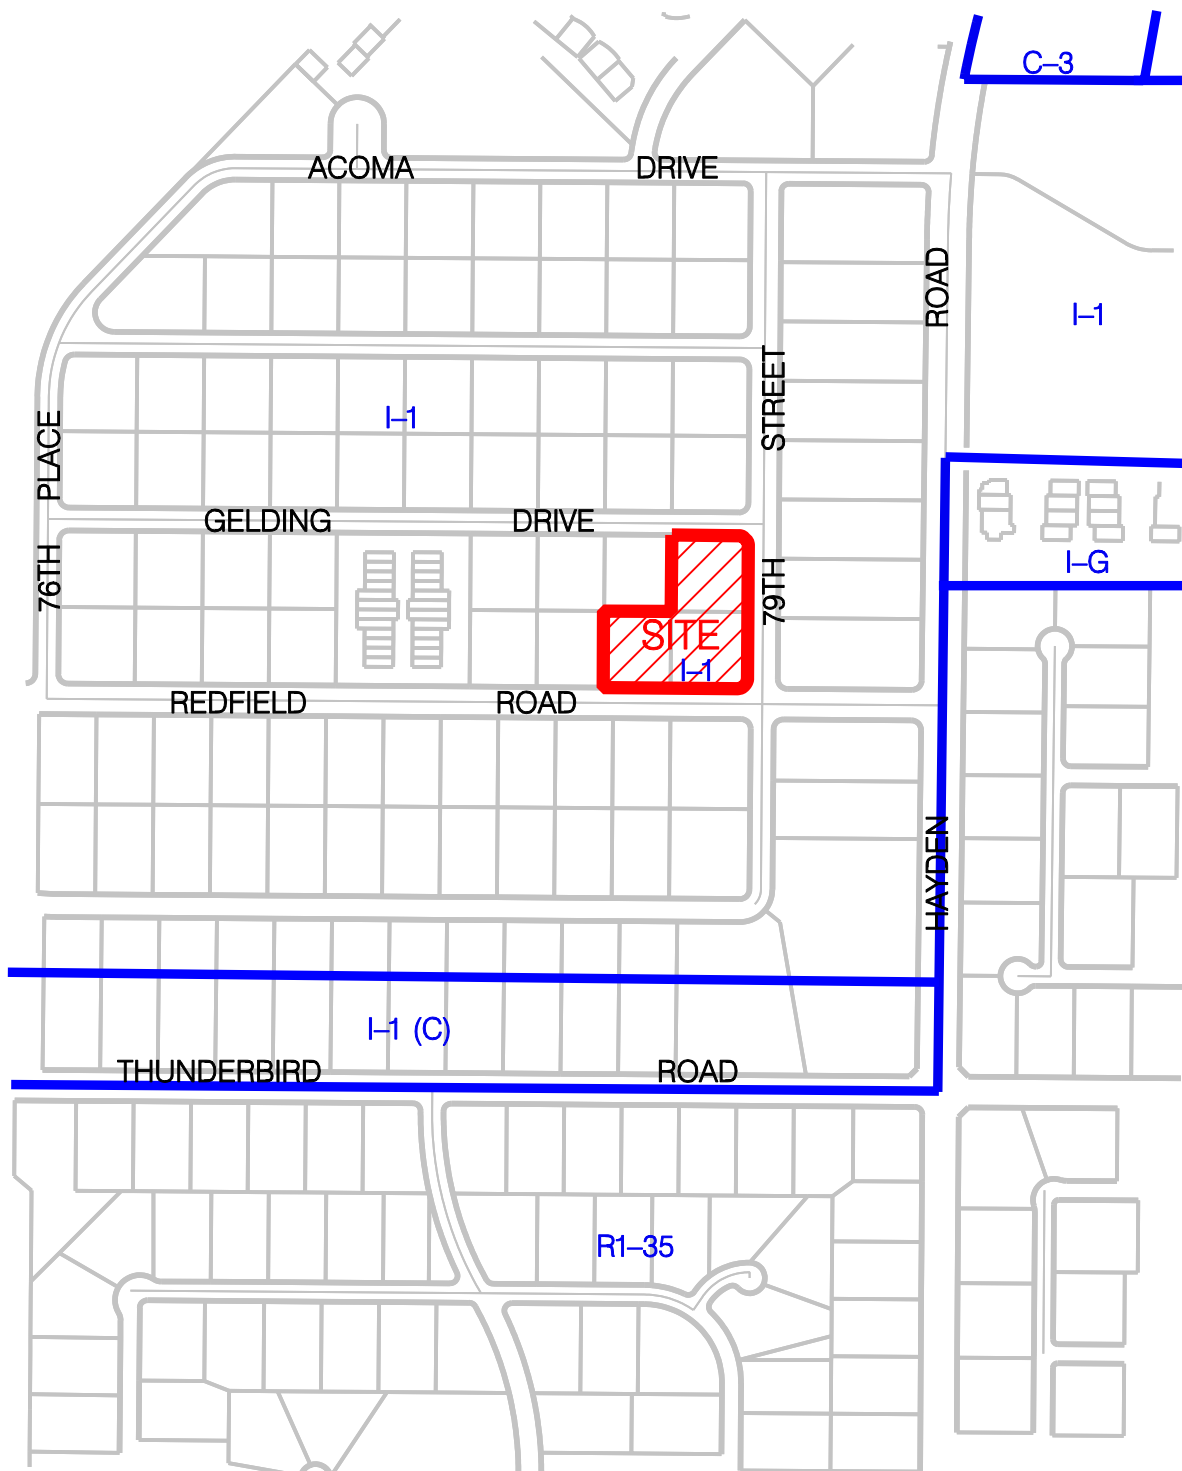 C–3
ACOMA DRIVE
ROAD
I–1
STREET
I–1
PLACE
GELDING DRIVE
I–G
76TH
79TH
SITE
I–1
REDFIELD ROAD
HAYDEN
I–1 (C)
THUNDERBIRD ROAD
R1–35